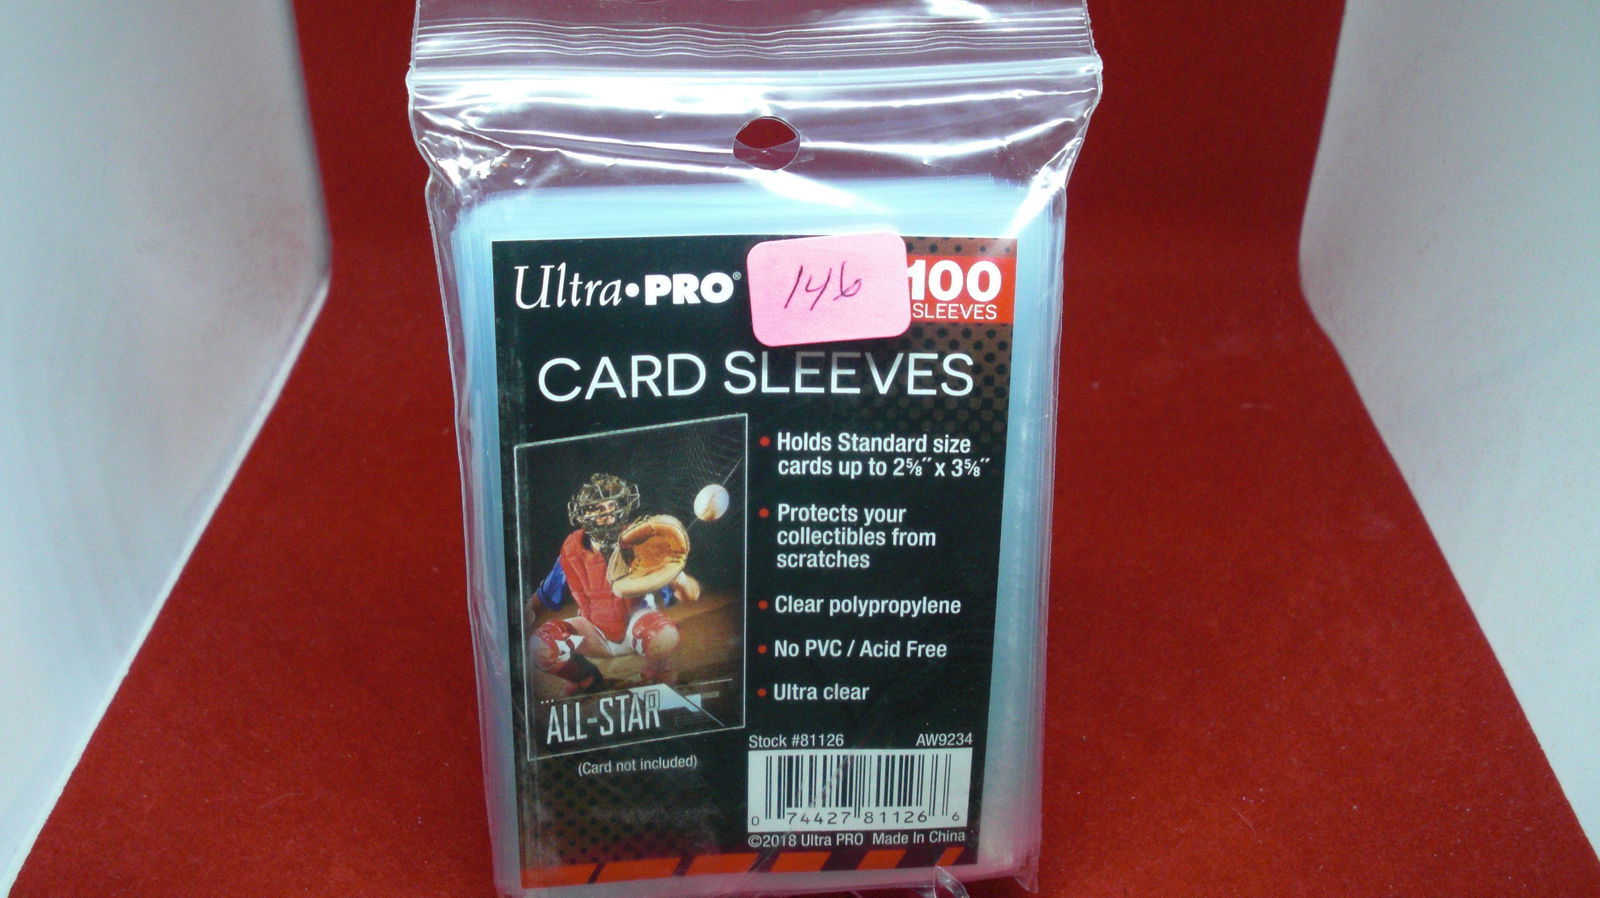 Ultra•PRO®
146
100
SLEEVES
CARD SLEEVES
• Holds Standard size
cards up to 2⅝" x 3⅝"
• Protects your
collectibles from
scratches
• Clear polypropylene
• No PVC / Acid Free
• Ultra clear
ALL-STAR
(Card not included)
Stock #81126 AW9234
0 74427 81126 6
©2018 Ultra PRO Made In China